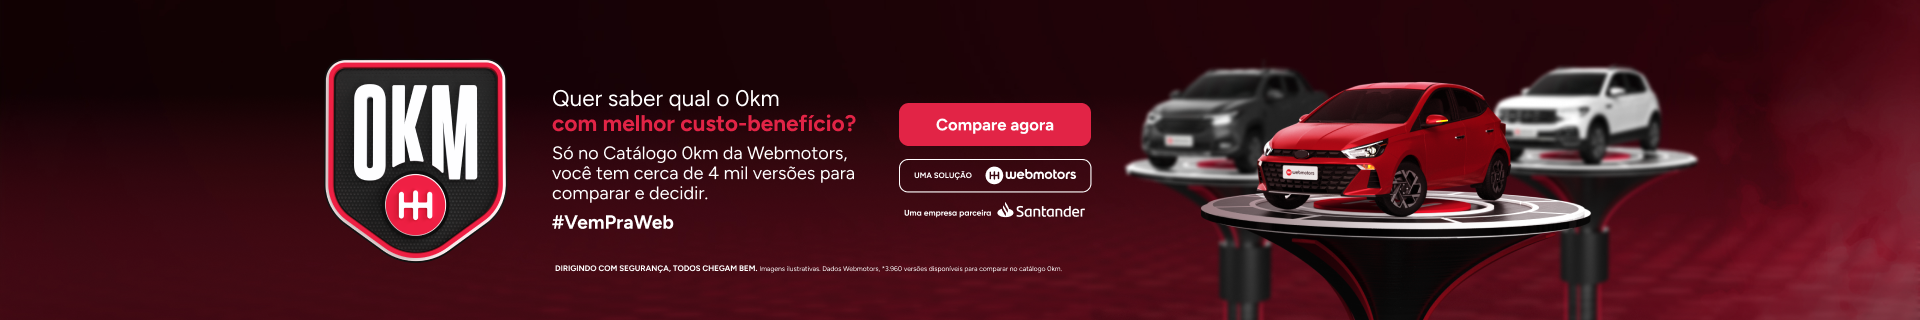 0KM
Quer saber qual o 0km
com melhor custo-benefício?
Só no Catálogo 0km da Webmotors,
você tem cerca de 4 mil versões para
comparar e decidir.
#VemPraWeb
Compare agora
UMA SOLUÇÃO webmotors
Uma empresa parceira Santander
DIRIGINDO COM SEGURANÇA, TODOS CHEGAM BEM. Imagens ilustrativas. Dados Webmotors, *3.960 versões disponíveis para comparar no catálogo 0km.
webmotors